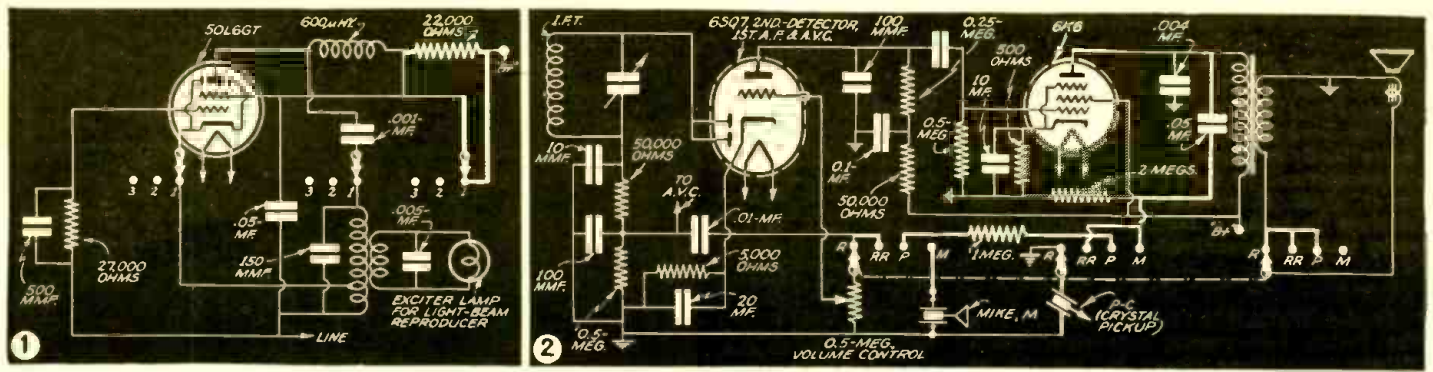 50L6GT
600µHY.
22,000
OHMS
B+
.001-
MF.
3 2 1
3 2 1
.05-
MF.
.005-
MF.
150
MMF.
27,000
OHMS
500
MMF.
EXCITER LAMP
FOR LIGHT-BEAM
REPRODUCER
LINE
1
I.F.T.
6SQ7, 2ND.-DETECTOR,
1ST. A.F. & A.V.C.
100
MMF.
0.25-
MEG.
500
OHMS
10
MF.
6K6
.004
MF.
.05
MF.
0.5-
MEG.
0.1-
MF.
50,000
OHMS
2 MEGS.
10
MMF.
50,000
OHMS
TO
A.V.C.
.01-MF.
100
MMF.
5,000
OHMS
20
MF.
0.5-
MEG.
R RR P M
1 MEG.
R RR P M
B+
R RR P M
MIKE, M
P-C
(CRYSTAL
PICKUP)
0.5-MEG.
VOLUME CONTROL
2